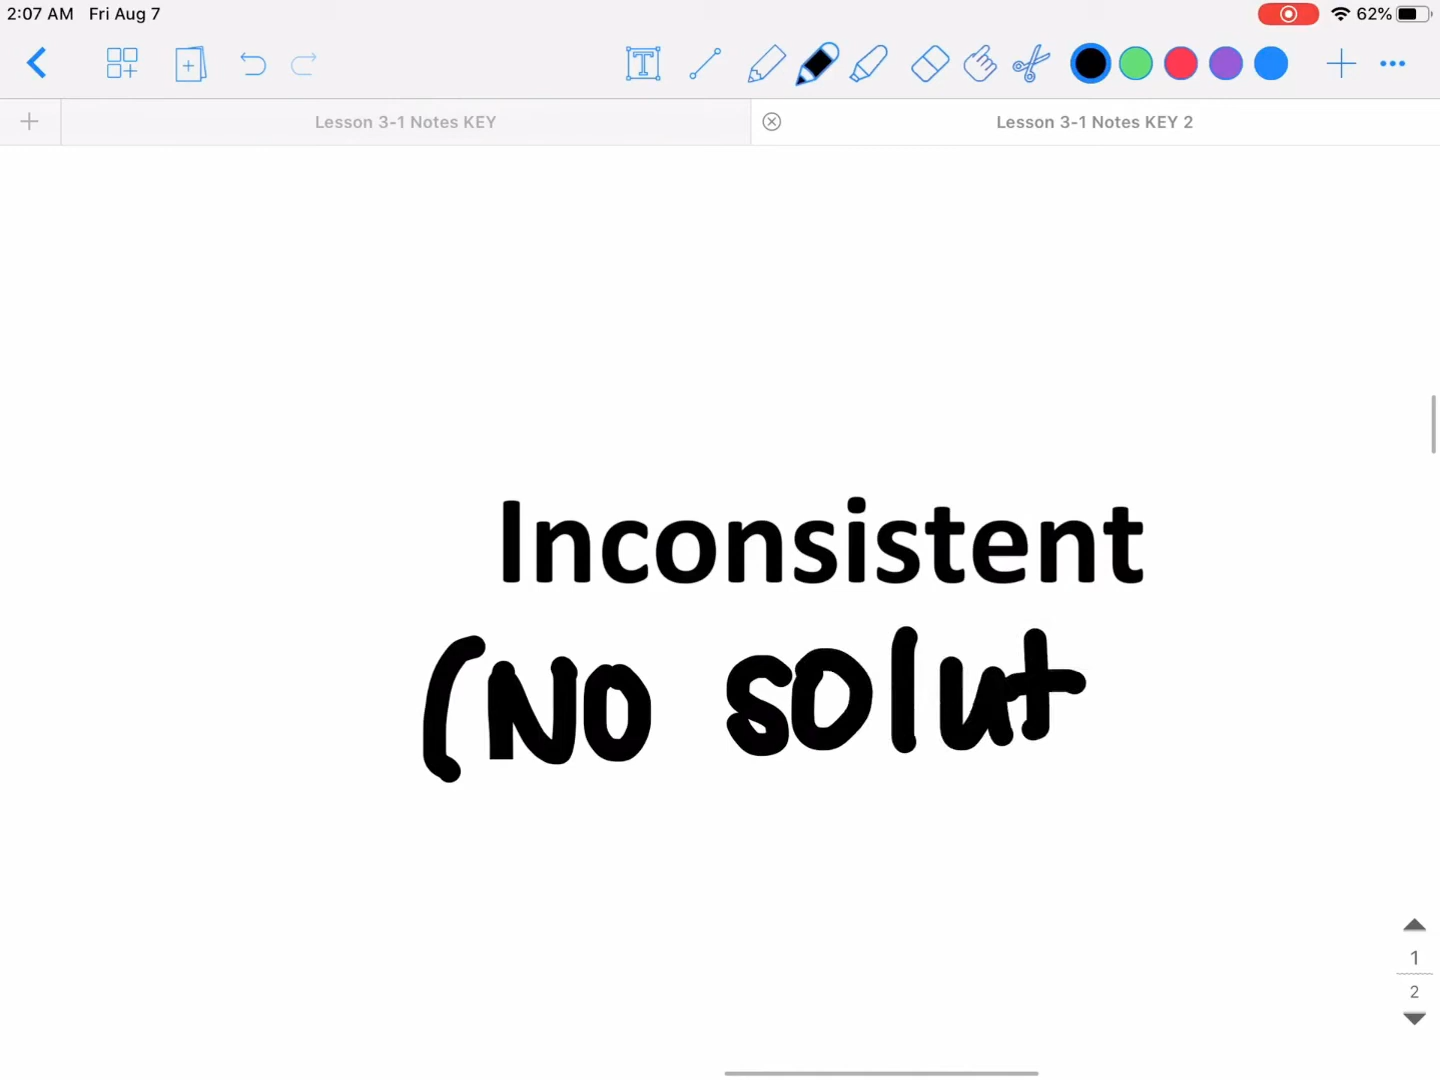 2:07 AM Fri Aug 7 62%
T
Lesson 3-1 Notes KEY Lesson 3-1 Notes KEY 2
Inconsistent
(NO solut
1
2